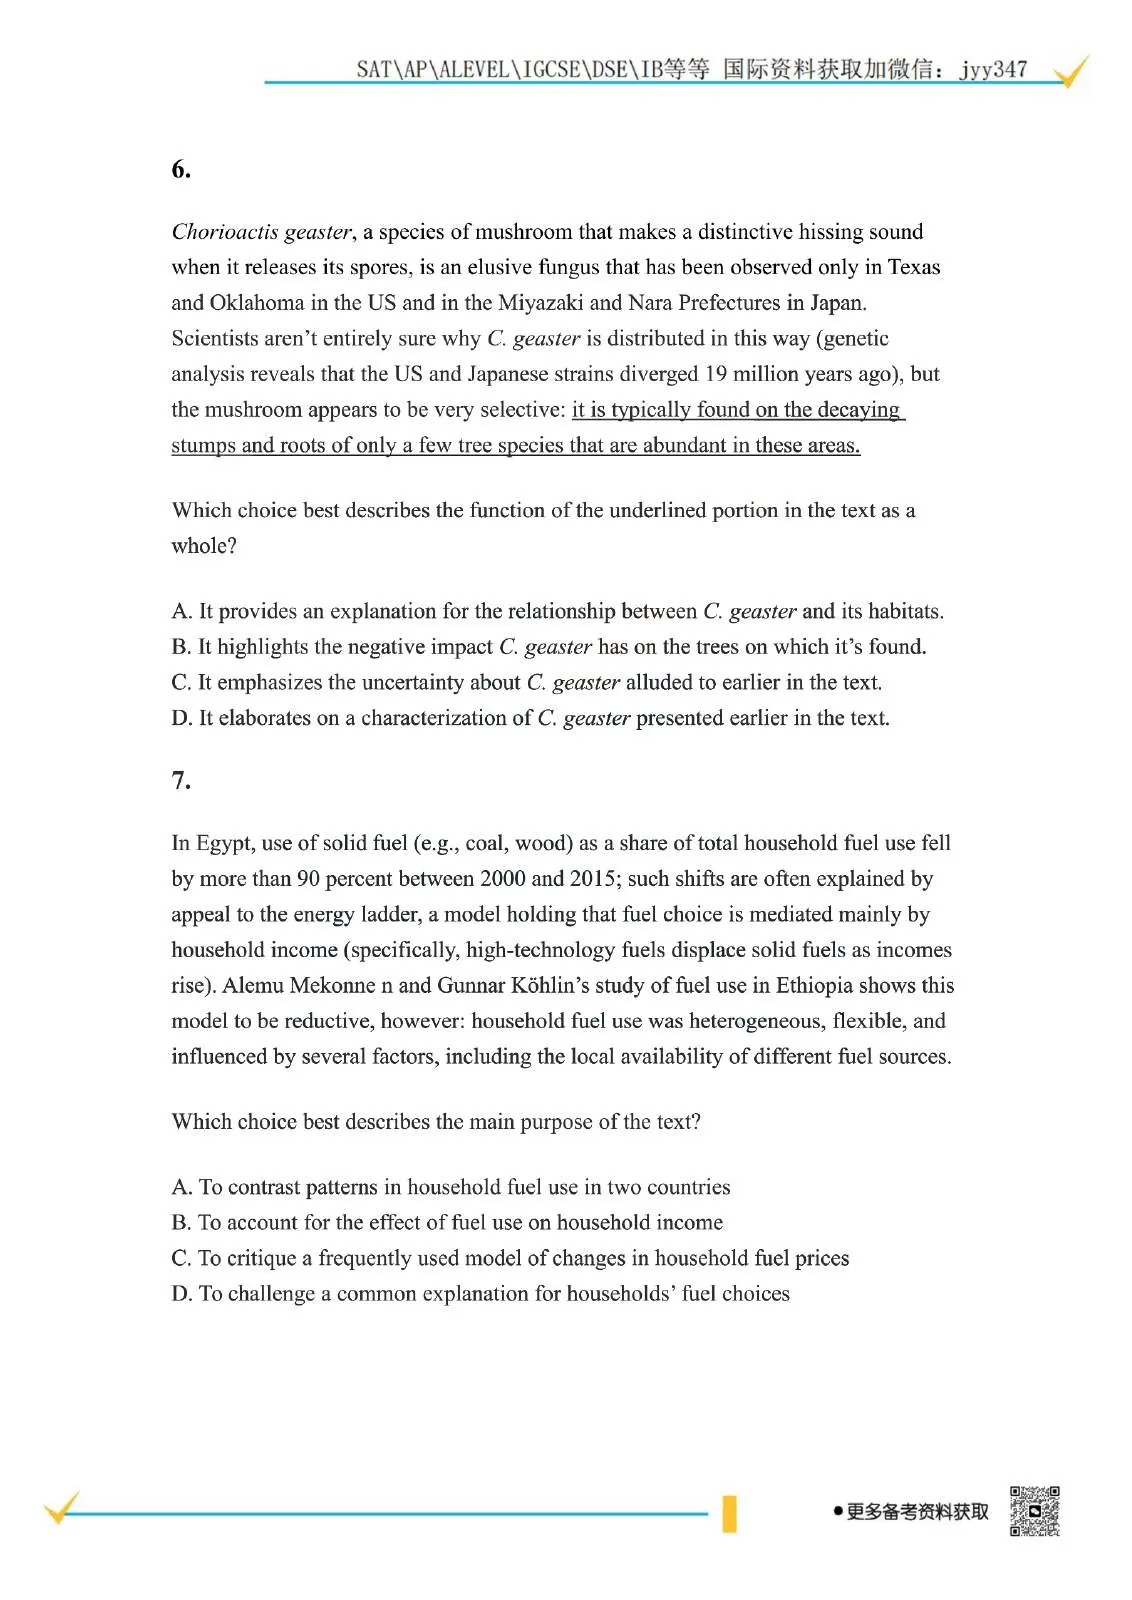 SAT\AP\ALEVEL\IGCSE\DSE\IB等等 国际资料获取加微信：jyy347
6.
Chorioactis geaster, a species of mushroom that makes a distinctive hissing sound
when it releases its spores, is an elusive fungus that has been observed only in Texas
and Oklahoma in the US and in the Miyazaki and Nara Prefectures in Japan.
Scientists aren't entirely sure why C. geaster is distributed in this way (genetic
analysis reveals that the US and Japanese strains diverged 19 million years ago), but
the mushroom appears to be very selective: it is typically found on the decaying
stumps and roots of only a few tree species that are abundant in these areas.
Which choice best describes the function of the underlined portion in the text as a
whole?
A. It provides an explanation for the relationship between C. geaster and its habitats.
B. It highlights the negative impact C. geaster has on the trees on which it's found.
C. It emphasizes the uncertainty about C. geaster alluded to earlier in the text.
D. It elaborates on a characterization of C. geaster presented earlier in the text.
7.
In Egypt, use of solid fuel (e.g., coal, wood) as a share of total household fuel use fell
by more than 90 percent between 2000 and 2015; such shifts are often explained by
appeal to the energy ladder, a model holding that fuel choice is mediated mainly by
household income (specifically, high-technology fuels displace solid fuels as incomes
rise). Alemu Mekonne n and Gunnar Köhlin's study of fuel use in Ethiopia shows this
model to be reductive, however: household fuel use was heterogeneous, flexible, and
influenced by several factors, including the local availability of different fuel sources.
Which choice best describes the main purpose of the text?
A. To contrast patterns in household fuel use in two countries
B. To account for the effect of fuel use on household income
C. To critique a frequently used model of changes in household fuel prices
D. To challenge a common explanation for households' fuel choices
●更多备考资料获取